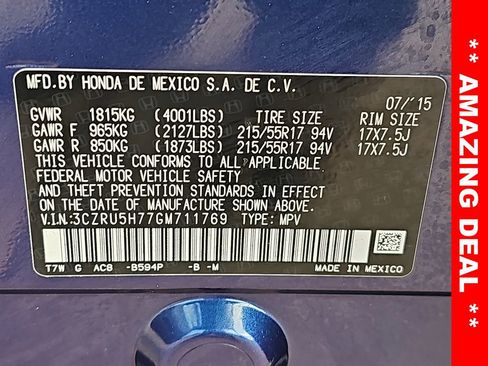 MFD.BY HONDA DE MEXICO S.A. DE C.V.
07/'15
GVWR 1815KG (4001LBS) TIRE SIZE RIM SIZE
GAWR F 965KG (2127LBS) 215/55R17 94V 17X7.5J
GAWR R 850KG (1873LBS) 215/55R17 94V 17X7.5J
THIS VEHICLE CONFORMS TO ALL APPLICABLE
FEDERAL MOTOR VEHICLE SAFETY
AND THEFT PREVENTION STANDARDS IN EFFECT
ON THE DATE OF MANUFACTURE SHOWN ABOVE.
V.I.N:3CZRU5H77GM711769 TYPE: MPV
T7W G AC8 -B594P -B -M MADE IN MEXICO
** AMAZING DEAL **